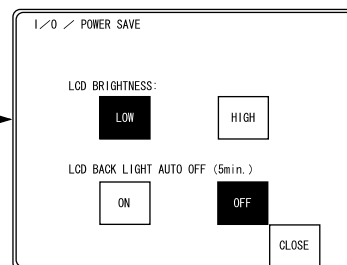 I/O / POWER SAVE
LCD BRIGHTNESS:
LOW HIGH
LCD BACK LIGHT AUTO OFF (5min.)
ON OFF
CLOSE